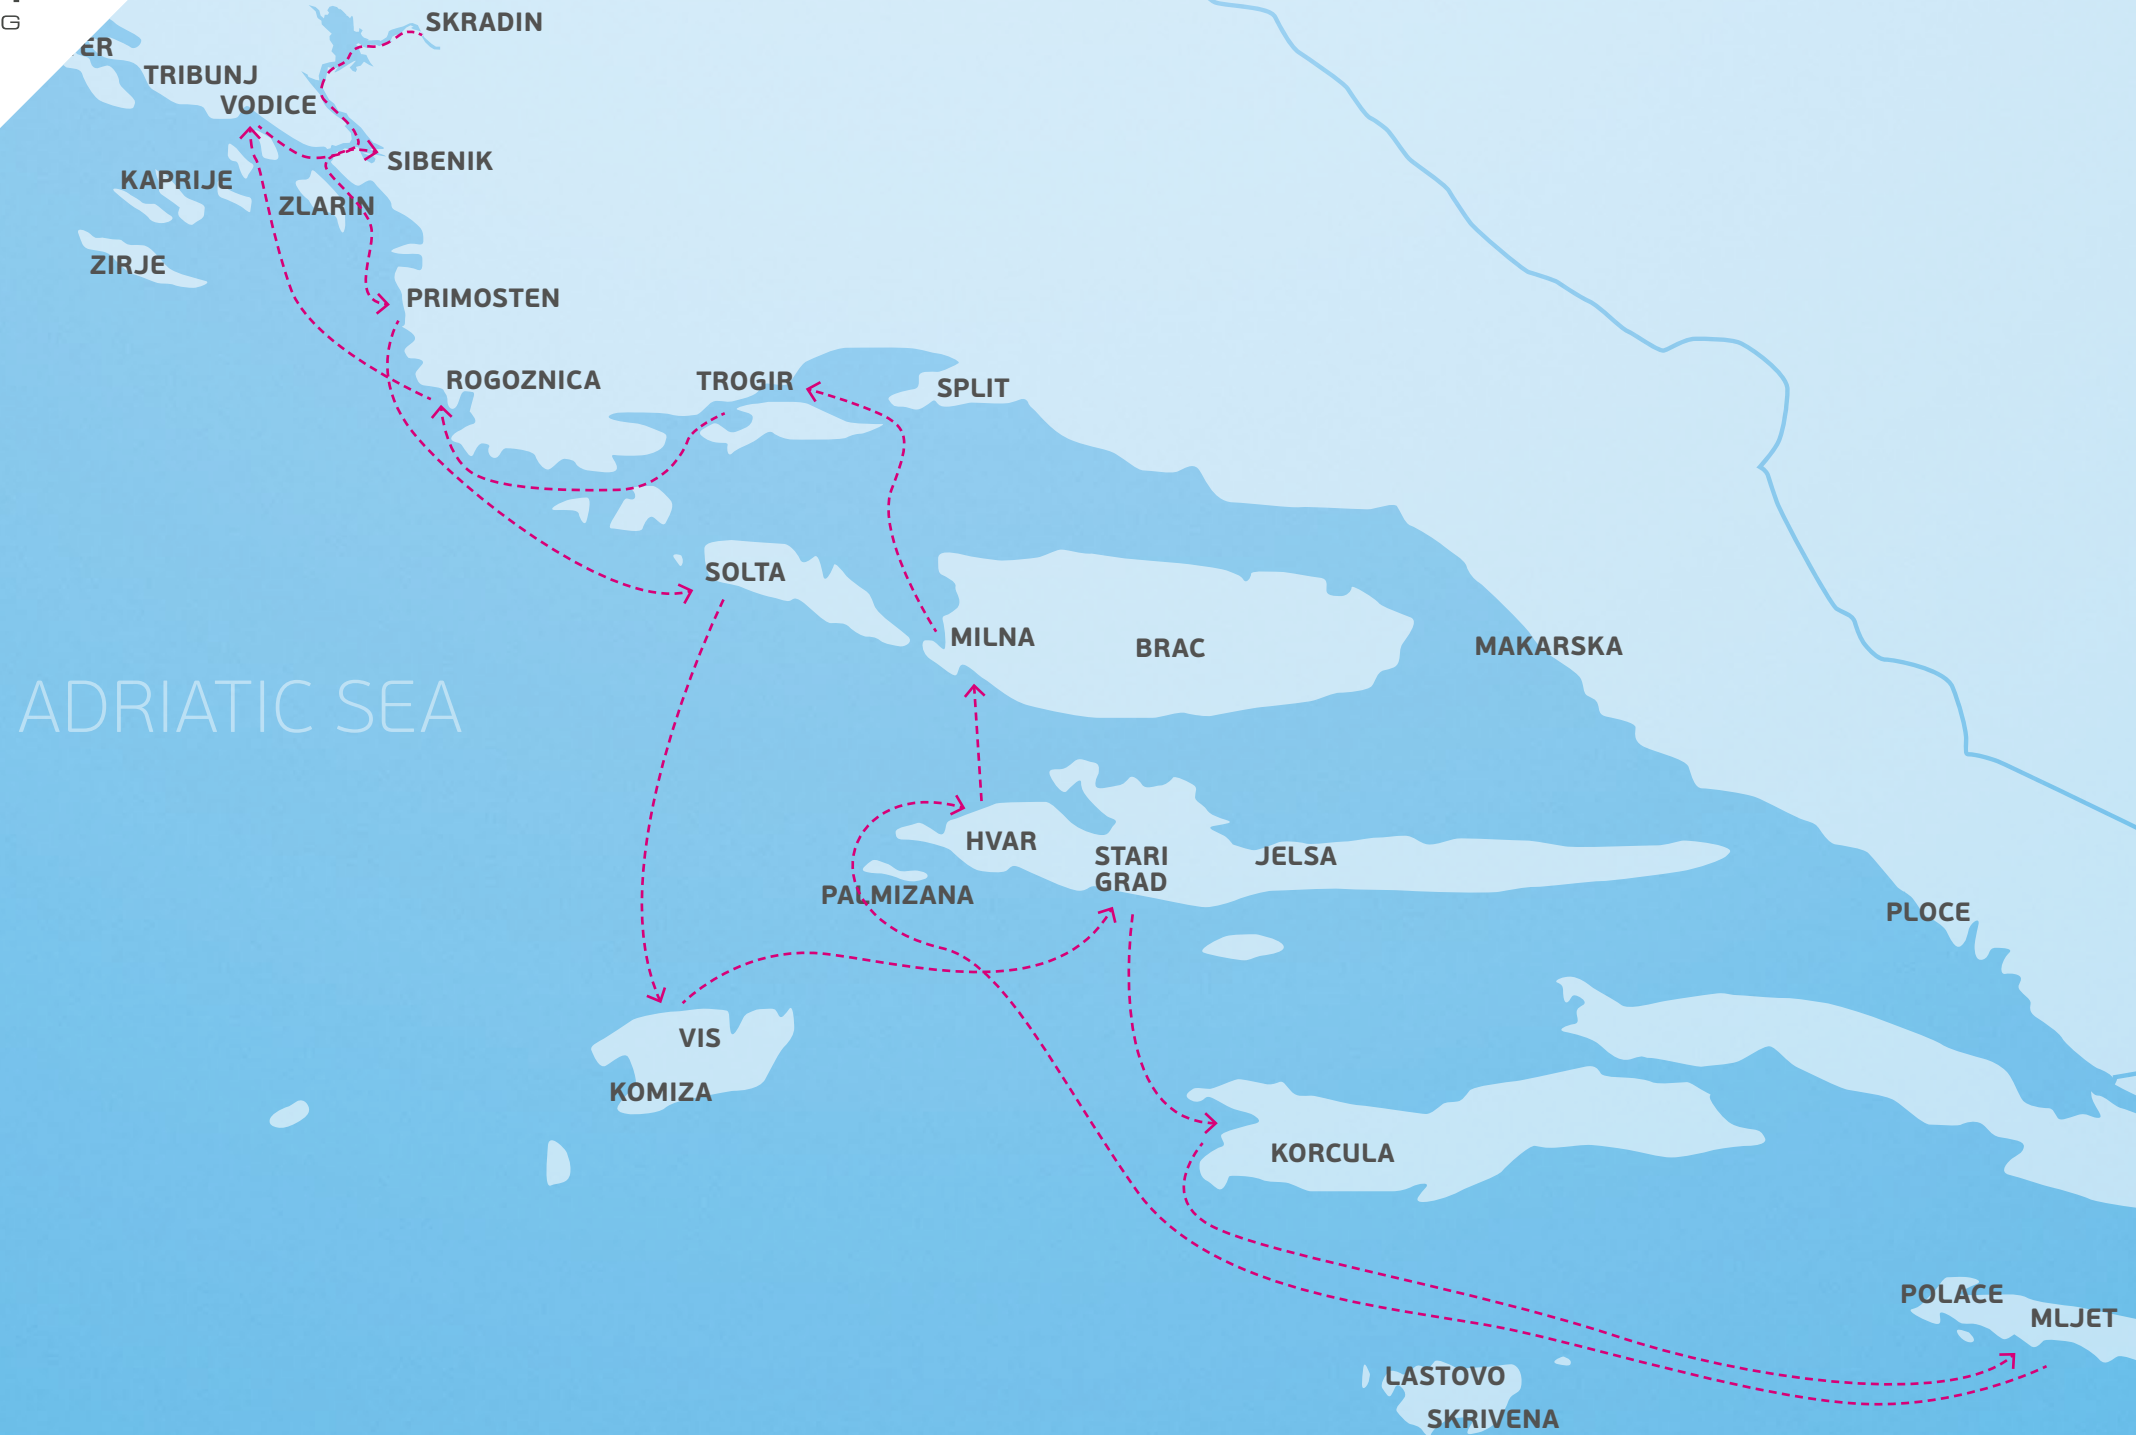 G
SKRADIN
ER
TRIBUNJ
VODICE
SIBENIK
KAPRIJE
ZLARIN
ZIRJE
PRIMOSTEN
ROGOZNICA
TROGIR
SPLIT
SOLTA
MILNA
BRAC
MAKARSKA
ADRIATIC SEA
HVAR
STARI
GRAD
JELSA
PALMIZANA
PLOCE
VIS
KOMIZA
KORCULA
POLACE
MLJET
LASTOVO
SKRIVENA